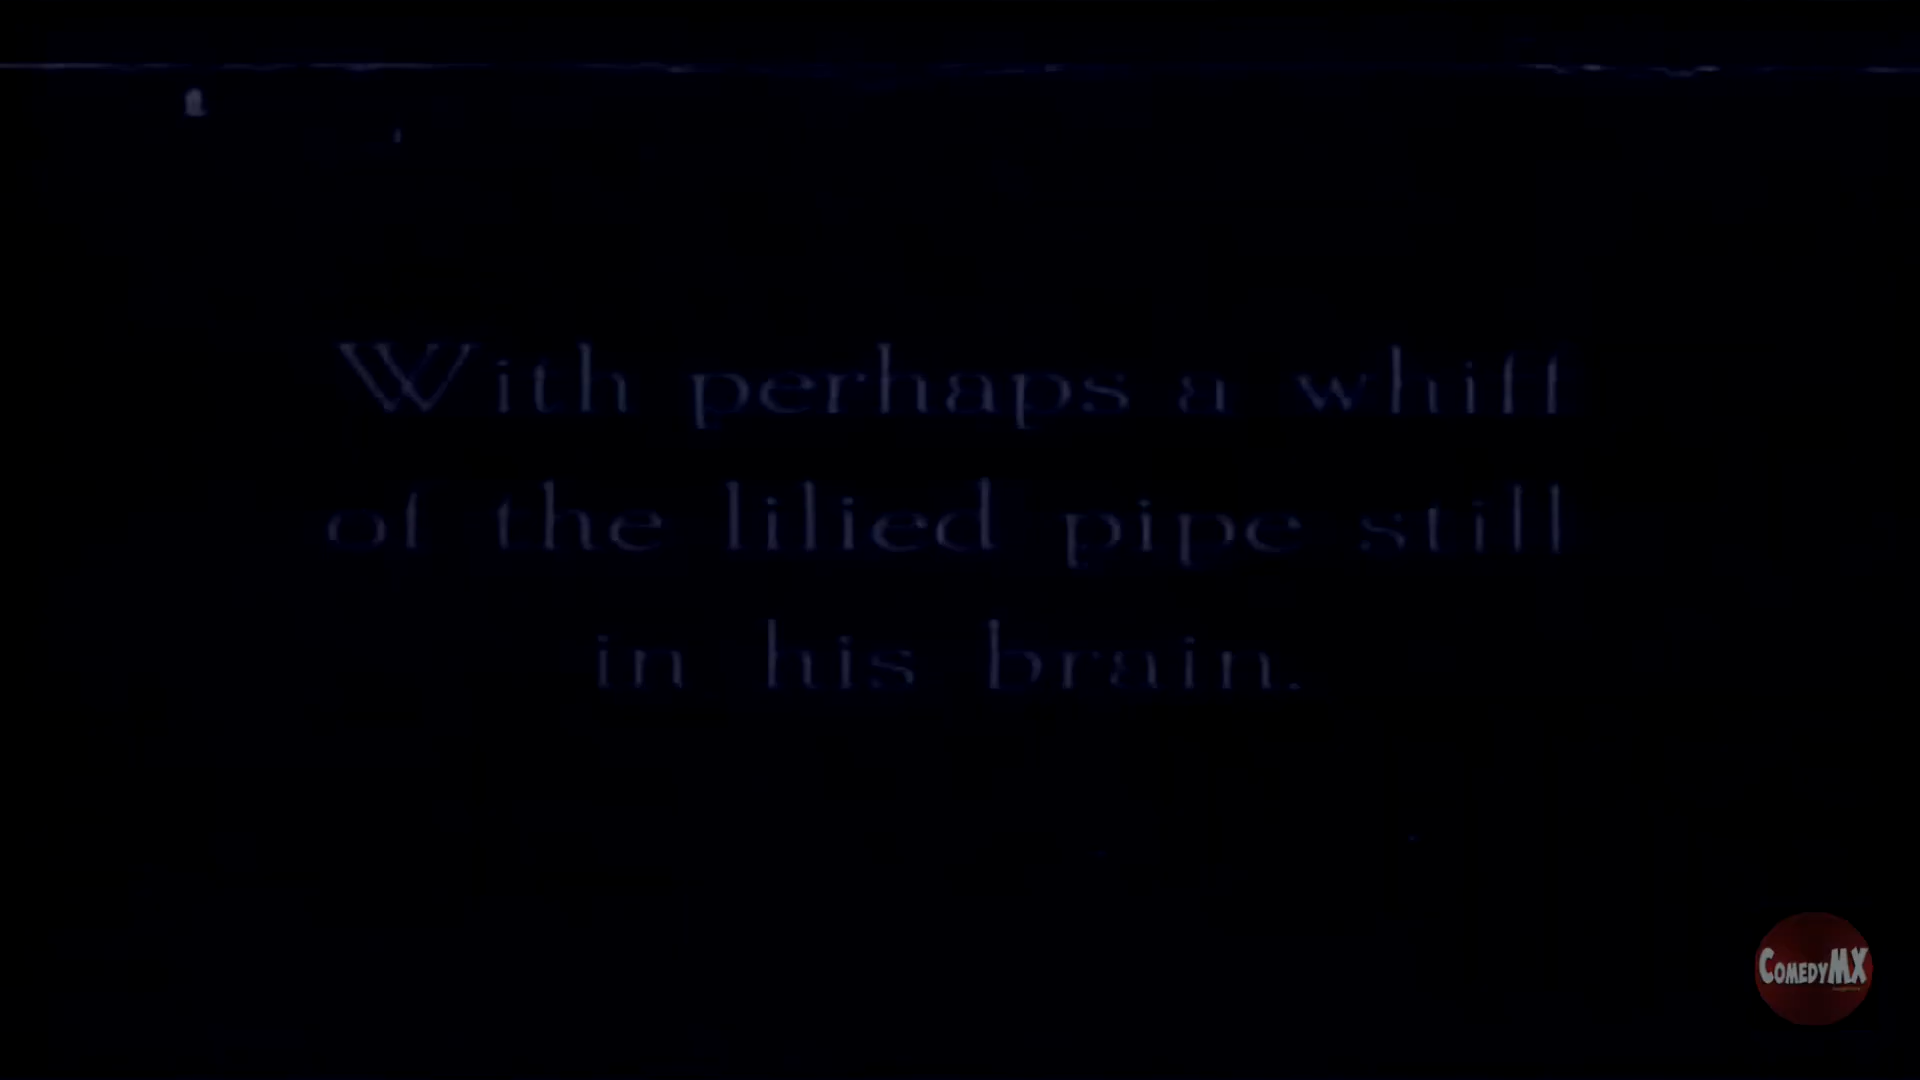 With perhaps a whiff
of the lilied pipe still
in his brain.
COMEDYMX